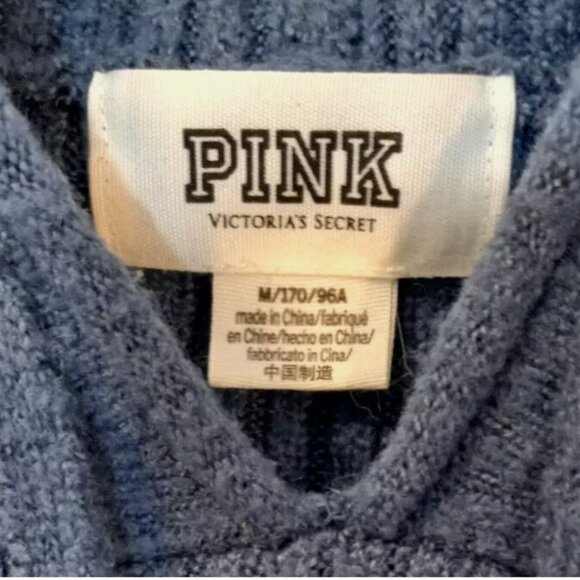 PINK
VICTORIA'S SECRET
M/170/96A
made in China/fabriqué
en Chine/hecho en China/
fabbricato in Cina/
中国制造